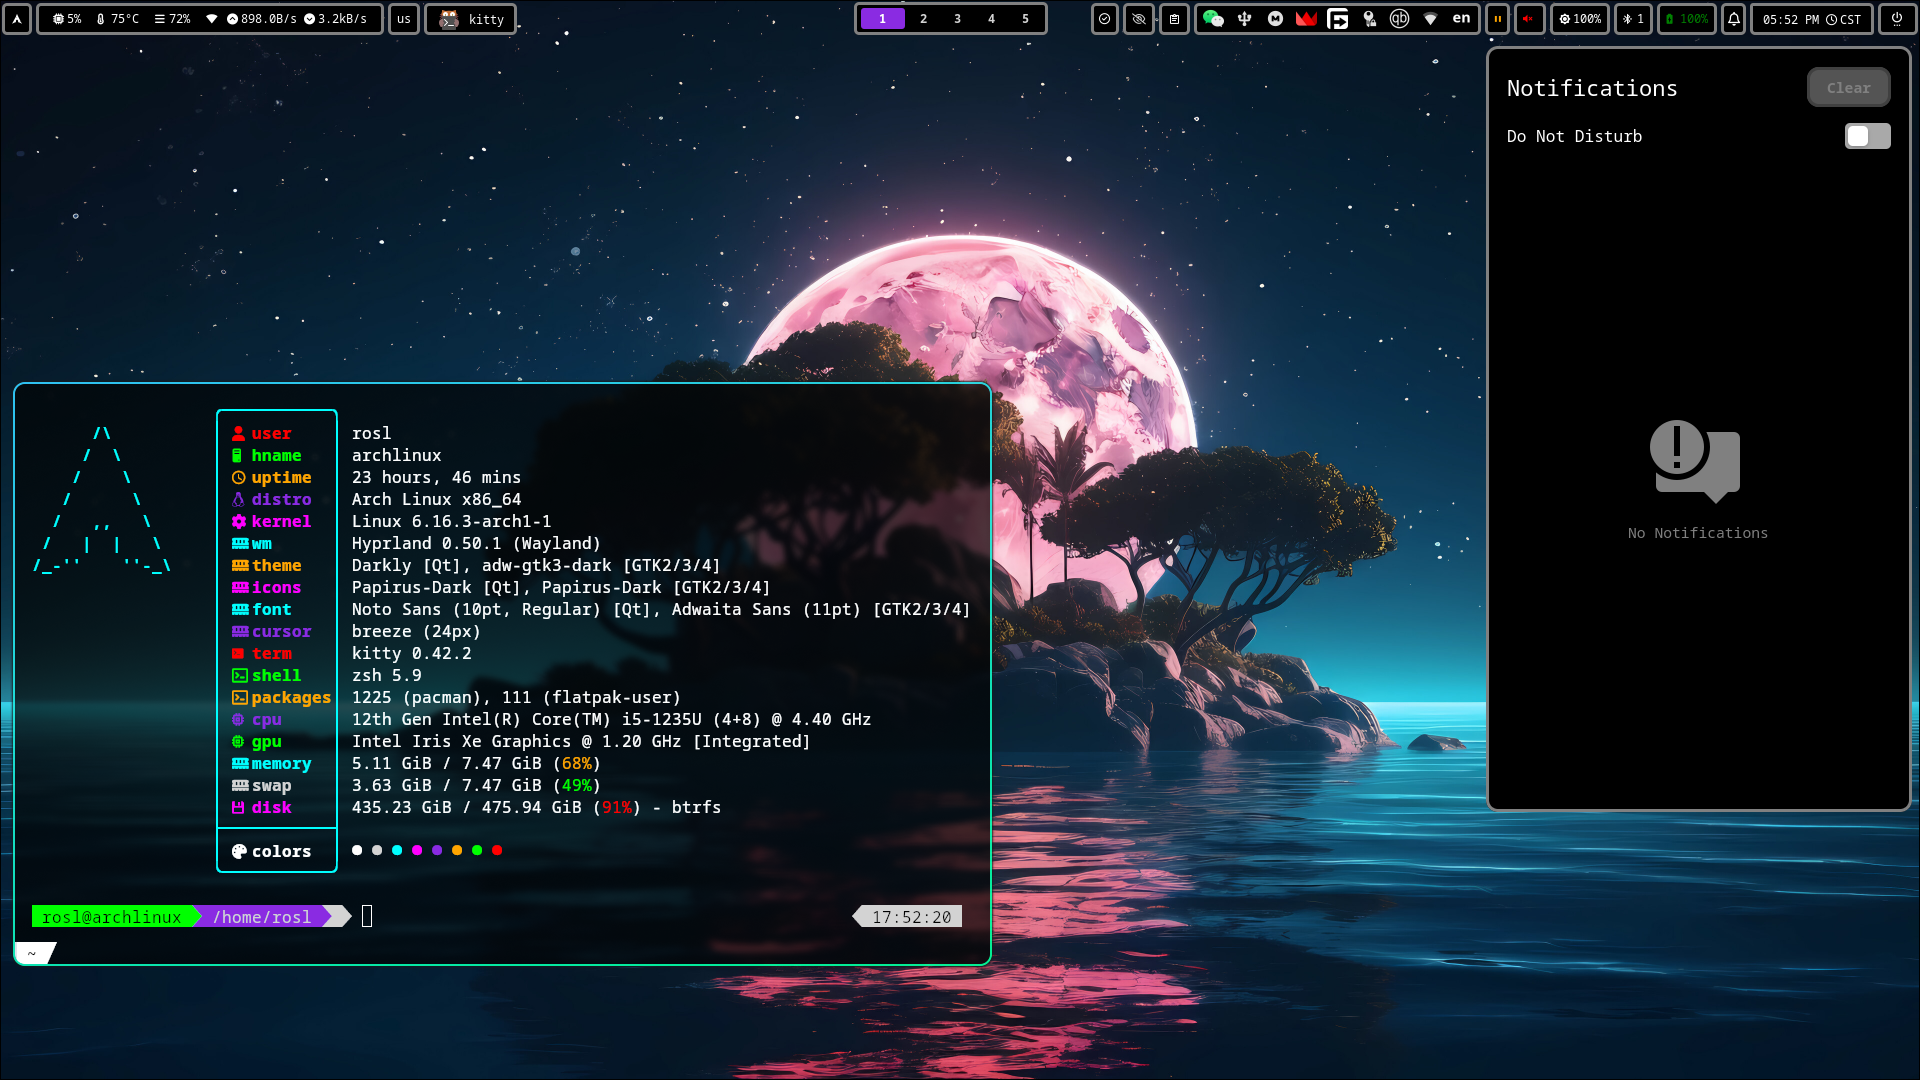 5% 75°C 72% 898.0B/s 3.2kB/s us kitty 1 2 3 4 5 en 100% 1 100% 05:52 PM CST
Notifications Clear
Do Not Disturb
No Notifications
user rosl
hname archlinux
uptime 23 hours, 46 mins
distro Arch Linux x86_64
kernel Linux 6.16.3-arch1-1
wm Hyprland 0.50.1 (Wayland)
theme Darkly [Qt], adw-gtk3-dark [GTK2/3/4]
icons Papirus-Dark [Qt], Papirus-Dark [GTK2/3/4]
font Noto Sans (10pt, Regular) [Qt], Adwaita Sans (11pt) [GTK2/3/4]
cursor breeze (24px)
term kitty 0.42.2
shell zsh 5.9
packages 1225 (pacman), 111 (flatpak-user)
cpu 12th Gen Intel(R) Core(TM) i5-1235U (4+8) @ 4.40 GHz
gpu Intel Iris Xe Graphics @ 1.20 GHz [Integrated]
memory 5.11 GiB / 7.47 GiB (68%)
swap 3.63 GiB / 7.47 GiB (49%)
disk 435.23 GiB / 475.94 GiB (91%) - btrfs
colors
rosl@archlinux /home/rosl 17:52:20
~